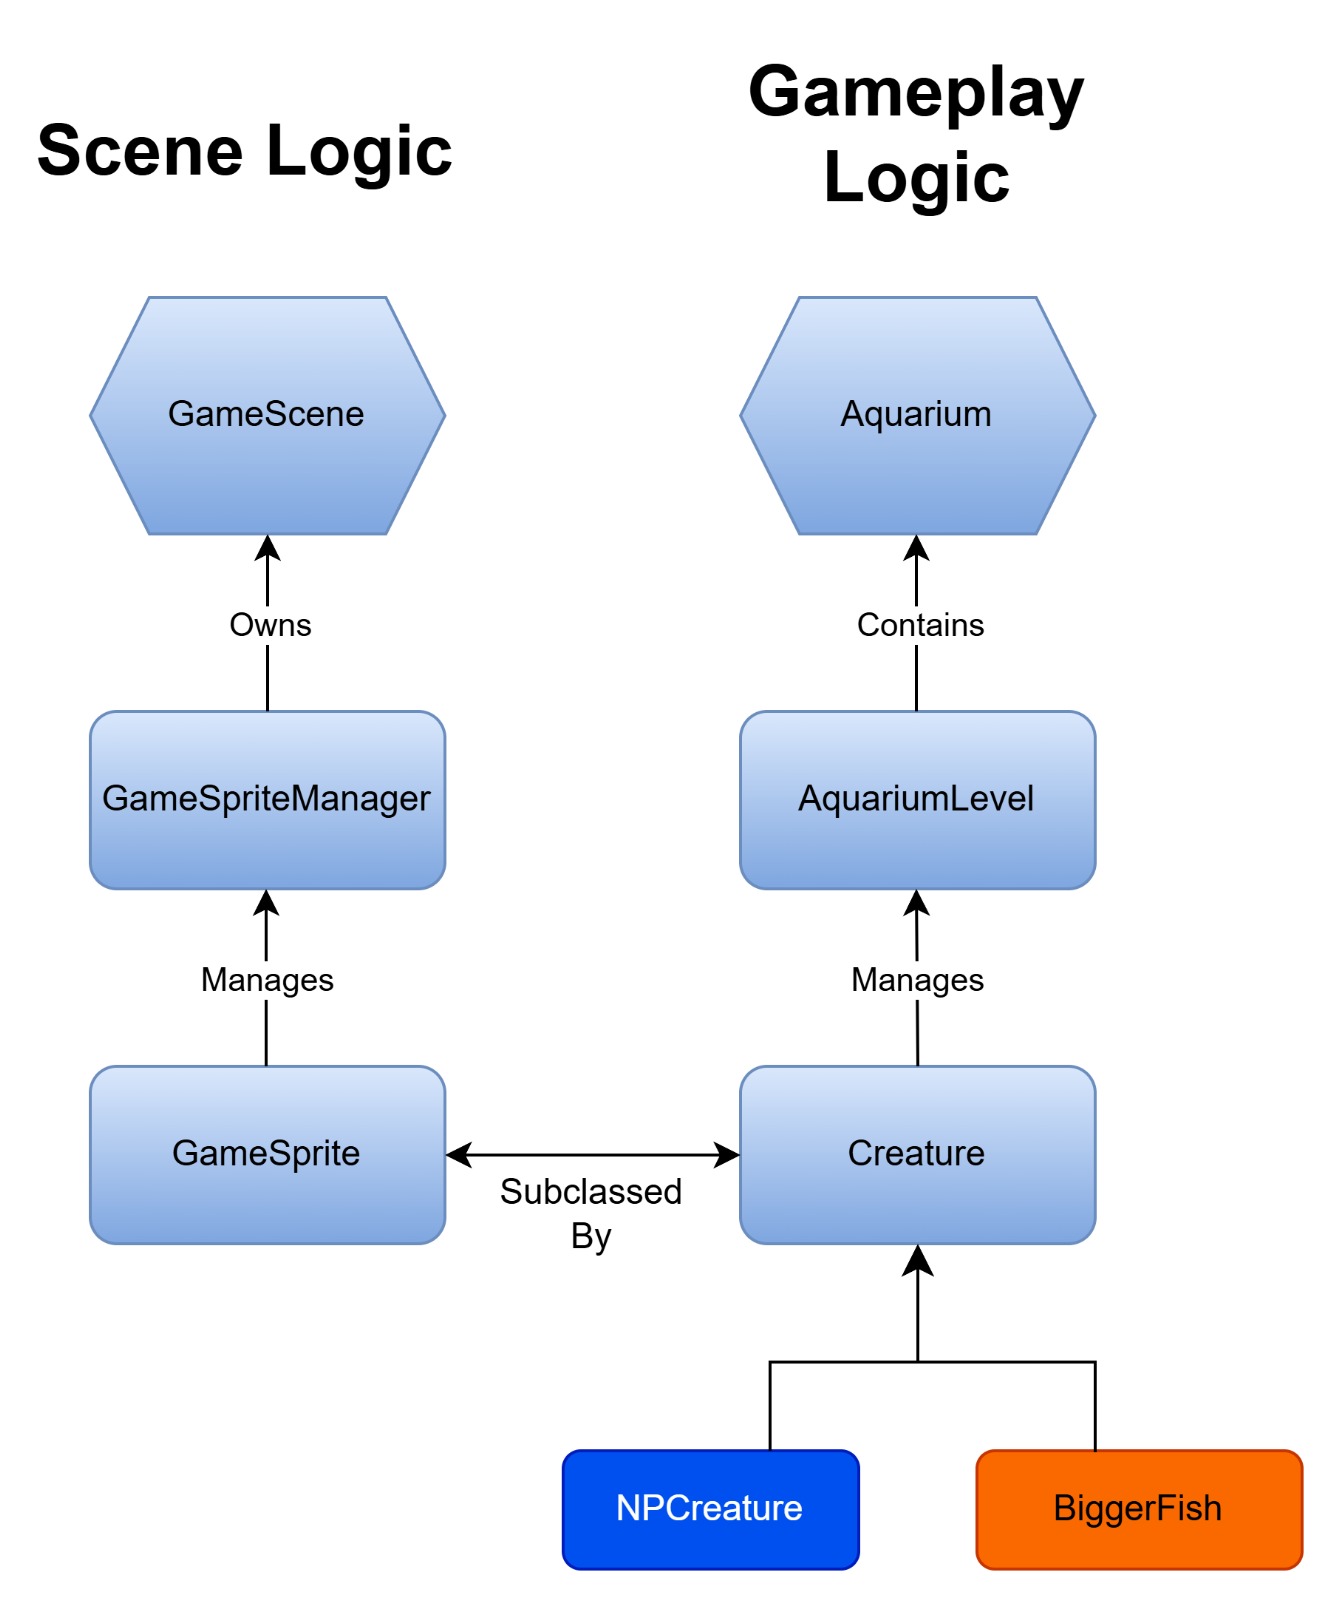 Scene Logic
Gameplay
Logic
GameScene
Aquarium
Owns
Contains
GameSpriteManager
AquariumLevel
Manages
Manages
GameSprite
Creature
Subclassed
By
NPCreature
BiggerFish